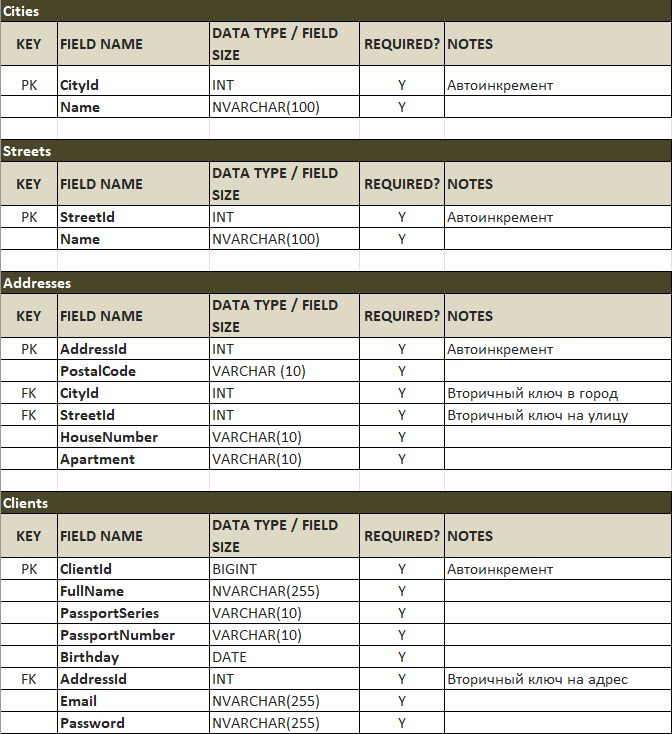 Cities
KEY FIELD NAME DATA TYPE / FIELD SIZE REQUIRED? NOTES
PK CityId INT Y Автоинкремент
Name NVARCHAR(100) Y
Streets
KEY FIELD NAME DATA TYPE / FIELD SIZE REQUIRED? NOTES
PK StreetId INT Y Автоинкремент
Name NVARCHAR(100) Y
Addresses
KEY FIELD NAME DATA TYPE / FIELD SIZE REQUIRED? NOTES
PK AddressId INT Y Автоинкремент
PostalCode VARCHAR (10) Y
FK CityId INT Y Вторичный ключ в город
FK StreetId INT Y Вторичный ключ на улицу
HouseNumber VARCHAR(10) Y
Apartment VARCHAR(10) Y
Clients
KEY FIELD NAME DATA TYPE / FIELD SIZE REQUIRED? NOTES
PK ClientId BIGINT Y Автоинкремент
FullName NVARCHAR(255) Y
PassportSeries VARCHAR(10) Y
PassportNumber VARCHAR(10) Y
Birthday DATE Y
FK AddressId INT Y Вторичный ключ на адрес
Email NVARCHAR(255) Y
Password NVARCHAR(255) Y